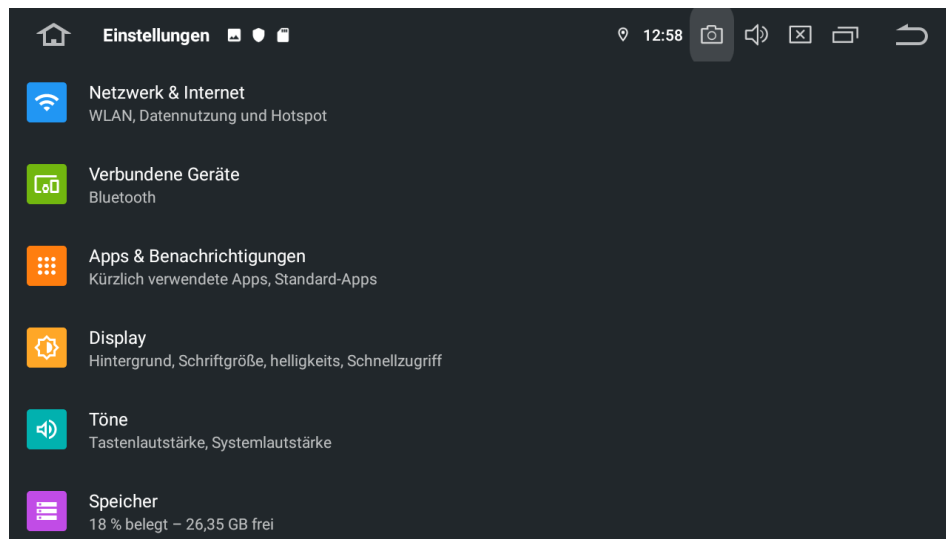 Einstellungen 12:58
Netzwerk & Internet
WLAN, Datennutzung und Hotspot
Verbundene Geräte
Bluetooth
Apps & Benachrichtigungen
Kürzlich verwendete Apps, Standard-Apps
Display
Hintergrund, Schriftgröße, helligkeits, Schnellzugriff
Töne
Tastenlautstärke, Systemlautstärke
Speicher
18 % belegt – 26,35 GB frei